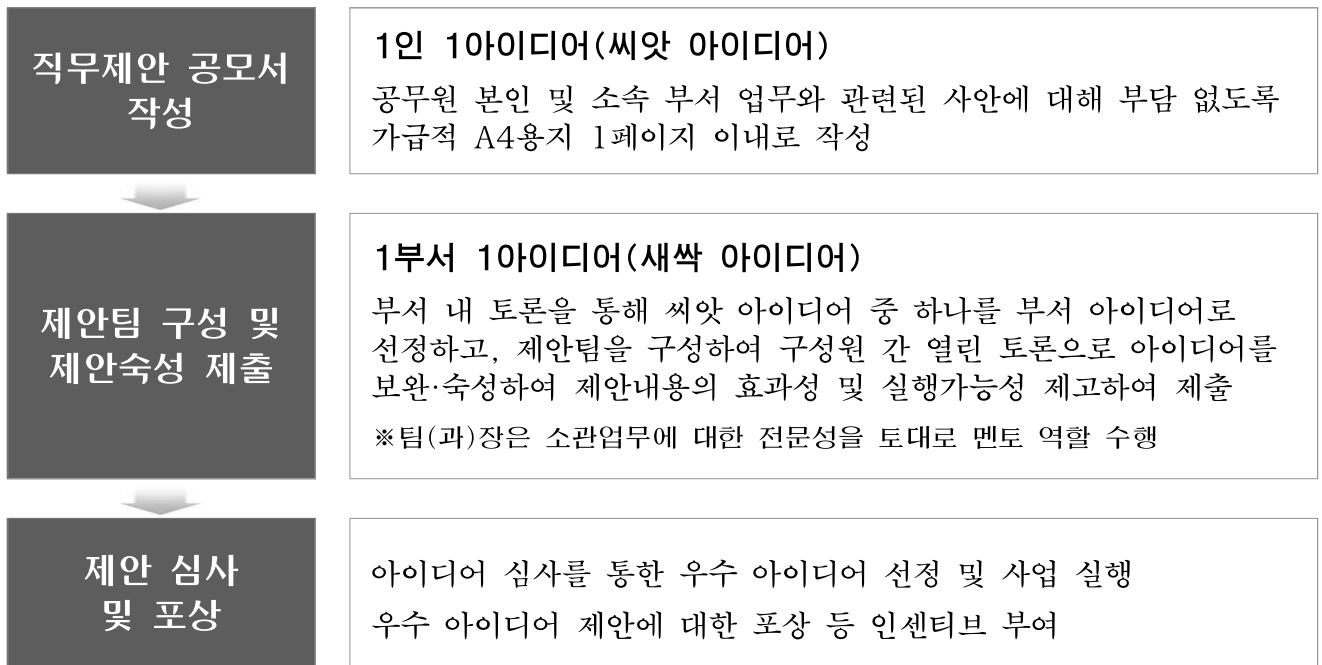 직무제안 공모서
작성
1인 1아이디어(씨앗 아이디어)
공무원 본인 및 소속 부서 업무와 관련된 사안에 대해 부담 없도록
가급적 A4용지 1페이지 이내로 작성
제안팀 구성 및
제안숙성 제출
1부서 1아이디어(새싹 아이디어)
부서 내 토론을 통해 씨앗 아이디어 중 하나를 부서 아이디어로
선정하고, 제안팀을 구성하여 구성원 간 열린 토론으로 아이디어를
보완·숙성하여 제안내용의 효과성 및 실행가능성 제고하여 제출
※팀(과)장은 소관업무에 대한 전문성을 토대로 멘토 역할 수행
제안 심사
및 포상
아이디어 심사를 통한 우수 아이디어 선정 및 사업 실행
우수 아이디어 제안에 대한 포상 등 인센티브 부여